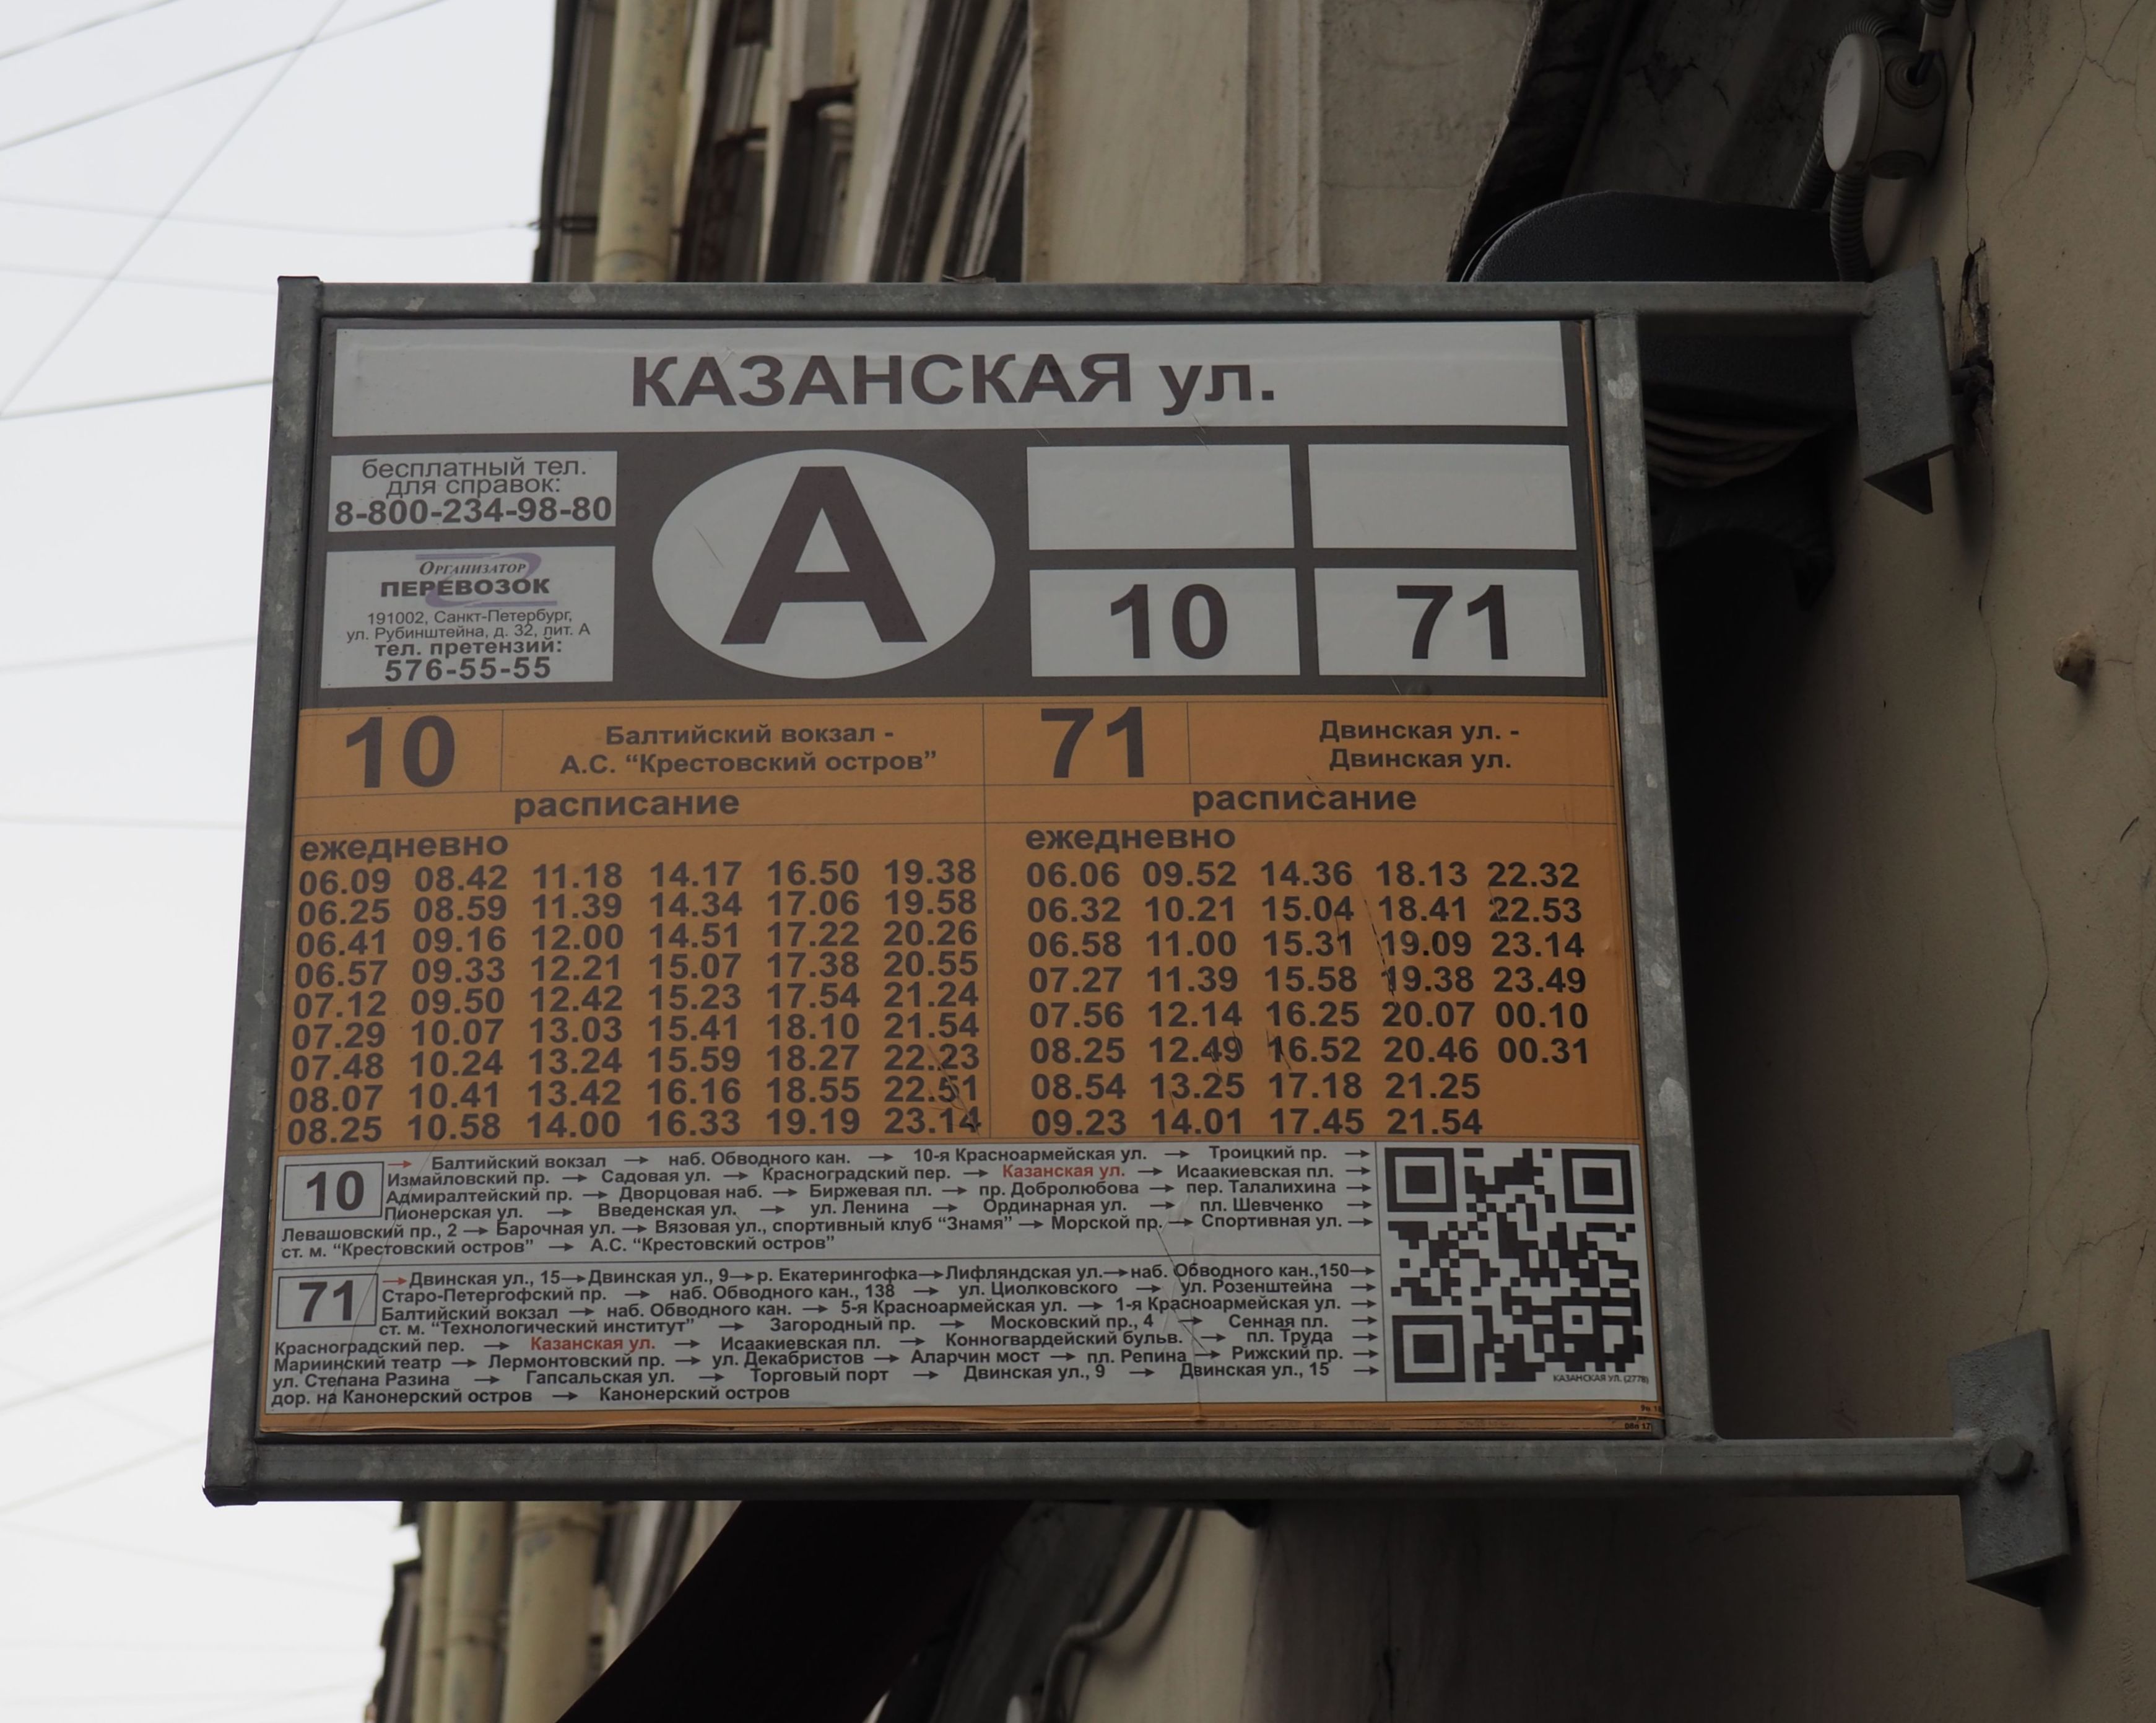 КАЗАНСКАЯ ул.
бесплатный тел.
для справок:
8-800-234-98-80
Организатор
ПЕРЕВОЗОК
191002, Санкт-Петербург,
ул. Рубинштейна, д. 32, лит. А
тел. претензий:
576-55-55
А
10 71
10 Балтийский вокзал -
А.С. “Крестовский остров”
расписание
ежедневно
06.09 08.42 11.18 14.17 16.50 19.38
06.25 08.59 11.39 14.34 17.06 19.58
06.41 09.16 12.00 14.51 17.22 20.26
06.57 09.33 12.21 15.07 17.38 20.55
07.12 09.50 12.42 15.23 17.54 21.24
07.29 10.07 13.03 15.41 18.10 21.54
07.48 10.24 13.24 15.59 18.27 22.23
08.07 10.41 13.42 16.16 18.55 22.51
08.25 10.58 14.00 16.33 19.19 23.14
71 Двинская ул. -
Двинская ул.
расписание
ежедневно
06.06 09.52 14.36 18.13 22.32
06.32 10.21 15.04 18.41 22.53
06.58 11.00 15.31 19.09 23.14
07.27 11.39 15.58 19.38 23.49
07.56 12.14 16.25 20.07 00.10
08.25 12.49 16.52 20.46 00.31
08.54 13.25 17.18 21.25
09.23 14.01 17.45 21.54
10
→ Балтийский вокзал → наб. Обводного кан. → 10-я Красноармейская ул. → Троицкий пр. →
Измайловский пр. → Садовая ул. → Красноградский пер. → Казанская ул. → Исаакиевская пл. →
Адмиралтейский пр. → Дворцовая наб. → Биржевая пл. → пр. Добролюбова → пер. Талалихина →
Пионерская ул. → Введенская ул. → ул. Ленина → Ординарная ул. → пл. Шевченко →
Левашовский пр., 2 → Барочная ул. → Вязовая ул., спортивный клуб “Знамя” → Морской пр. → Спортивная ул. →
ст. м. “Крестовский остров” → А.С. “Крестовский остров”
71
→ Двинская ул., 15 → Двинская ул., 9 → р. Екатерингофка → Лифляндская ул. → наб. Обводного кан.,150 →
Старо-Петергофский пр. → наб. Обводного кан., 138 → ул. Циолковского → ул. Розенштейна →
Балтийский вокзал → наб. Обводного кан. → 5-я Красноармейская ул. → 1-я Красноармейская ул. →
ст. м. “Технологический институт” → Загородный пр. → Московский пр., 4 → Сенная пл. →
Красноградский пер. → Казанская ул. → Исаакиевская пл. → Конногвардейский бульв. → пл. Труда →
Мариинский театр → Лермонтовский пр. → ул. Декабристов → Аларчин мост → пл. Репина → Рижский пр. →
ул. Степана Разина → Гапсальская ул. → Торговый порт → Двинская ул., 9 → Двинская ул., 15 →
дор. на Канонерский остров → Канонерский остров
КАЗАНСКАЯ УЛ.